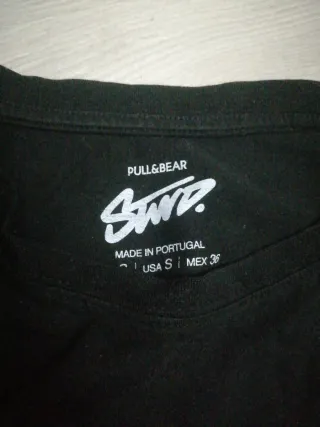 PULL&BEAR
STWD.
MADE IN PORTUGAL
| USA S | MEX 36